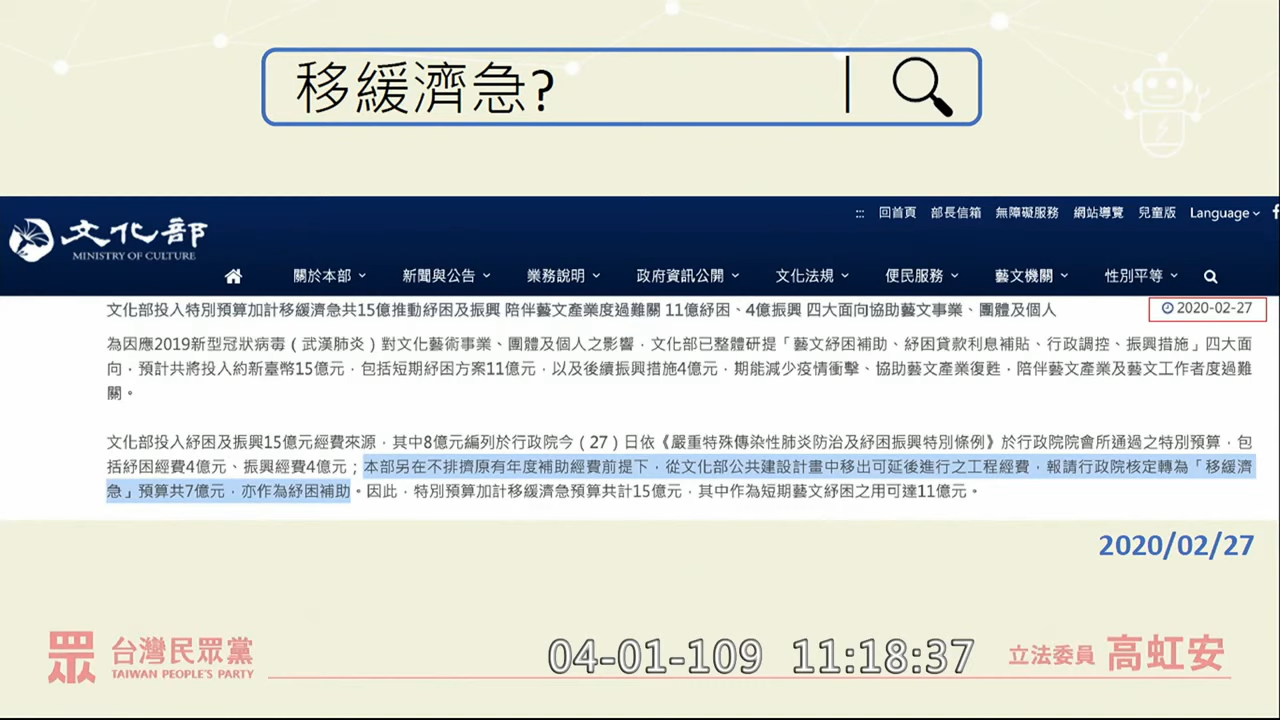 移緩濟急?
文化部
MINISTRY OF CULTURE
::: 回首頁 部長信箱 無障礙服務 網站導覽 兒童版 Language
關於本部 新聞與公告 業務說明 政府資訊公開 文化法規 便民服務 藝文機關 性別平等
文化部投入特別預算加計移緩濟急共15億推動紓困及振興 陪伴藝文產業度過難關 11億紓困、4億振興 四大面向協助藝文事業、團體及個人
2020-02-27
為因應2019新型冠狀病毒（武漢肺炎）對文化藝術事業、團體及個人之影響，文化部已整體研提「藝文紓困補助、紓困貸款利息補貼、行政調控、振興措施」四大面
向，預計共將投入約新臺幣15億元，包括短期紓困方案11億元，以及後續振興措施4億元，期能減少疫情衝擊、協助藝文產業復甦，陪伴藝文產業及藝文工作者度過難
關。
文化部投入紓困及振興15億元經費來源，其中8億元編列於行政院今（27）日依《嚴重特殊傳染性肺炎防治及紓困振興特別條例》於行政院院會所通過之特別預算，包
括紓困經費4億元、振興經費4億元；本部另在不排擠原有年度補助經費前提下，從文化部公共建設計畫中移出可延後進行之工程經費，報請行政院核定轉為「移緩濟
急」預算共7億元，亦作為紓困補助。因此，特別預算加計移緩濟急預算共計15億元，其中作為短期藝文紓困之用可達11億元。
2020/02/27
眾 台灣民眾黨
TAIWAN PEOPLE'S PARTY
04-01-109 11:18:37
立法委員 高虹安